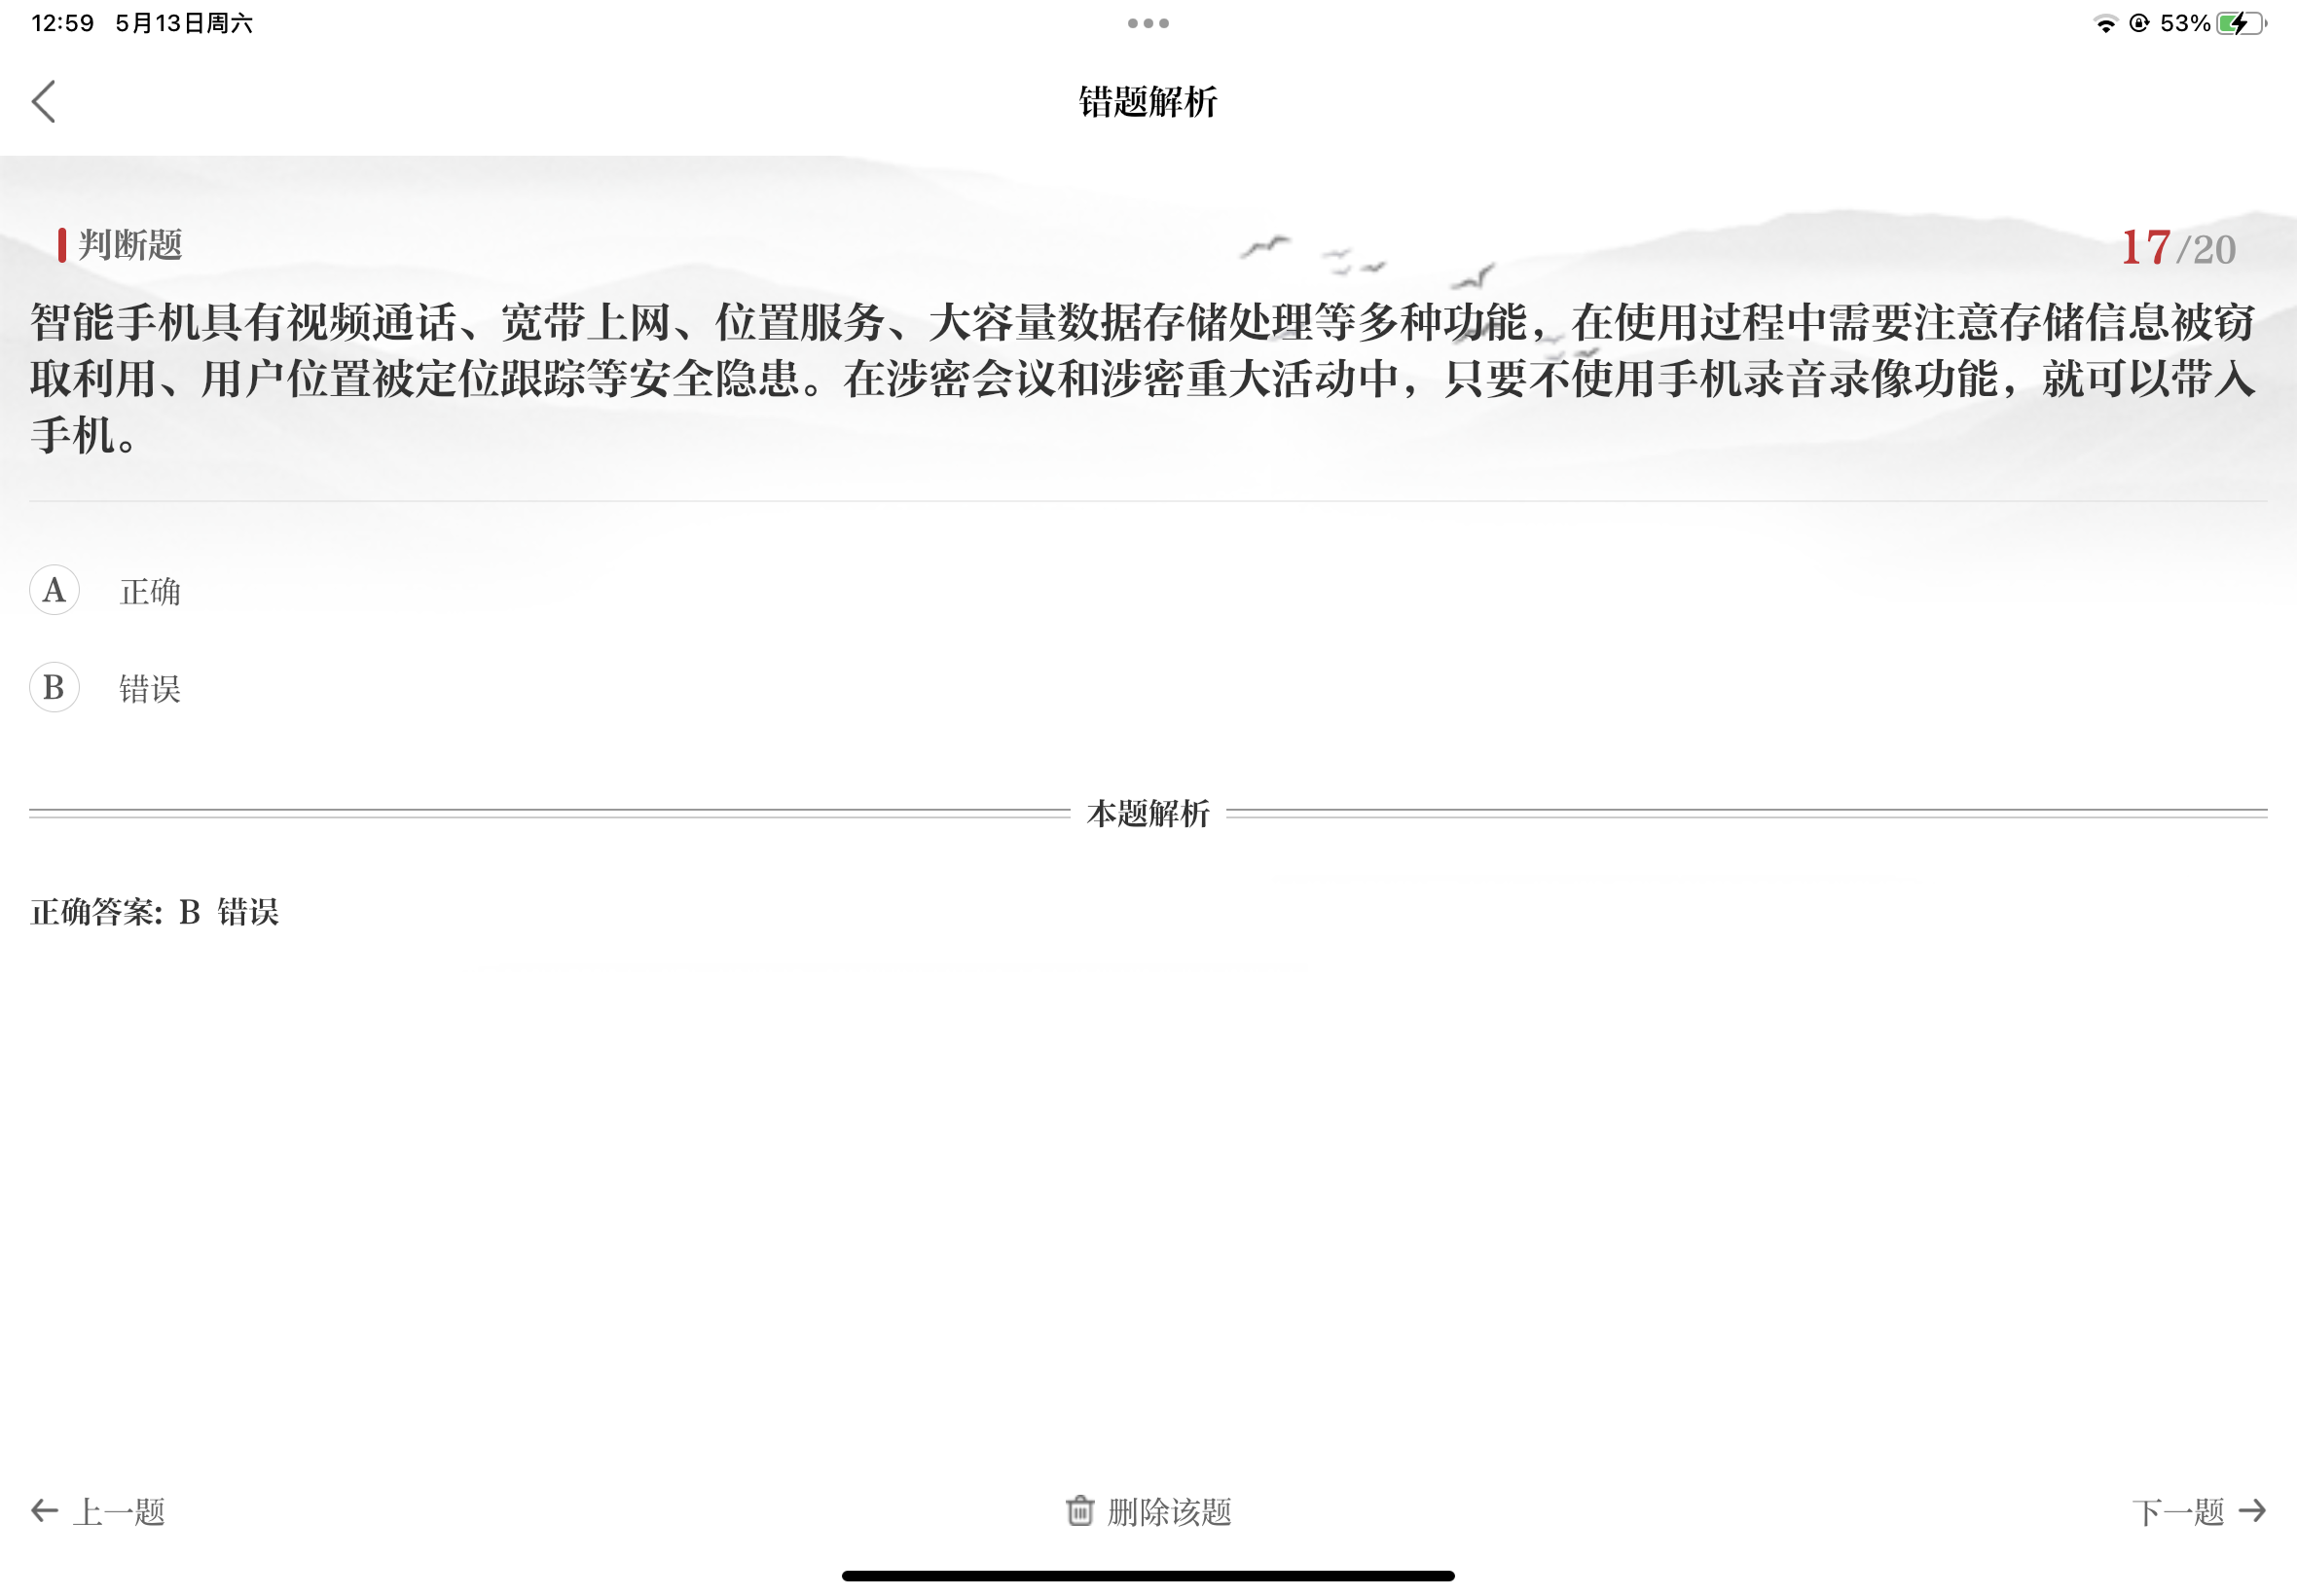 12:59 5月13日周六
53%
错题解析
判断题
17/20
智能手机具有视频通话、宽带上网、位置服务、大容量数据存储处理等多种功能，在使用过程中需要注意存储信息被窃
取利用、用户位置被定位跟踪等安全隐患。在涉密会议和涉密重大活动中，只要不使用手机录音录像功能，就可以带入
手机。
A 正确
B 错误
本题解析
正确答案: B 错误
上一题
删除该题
下一题